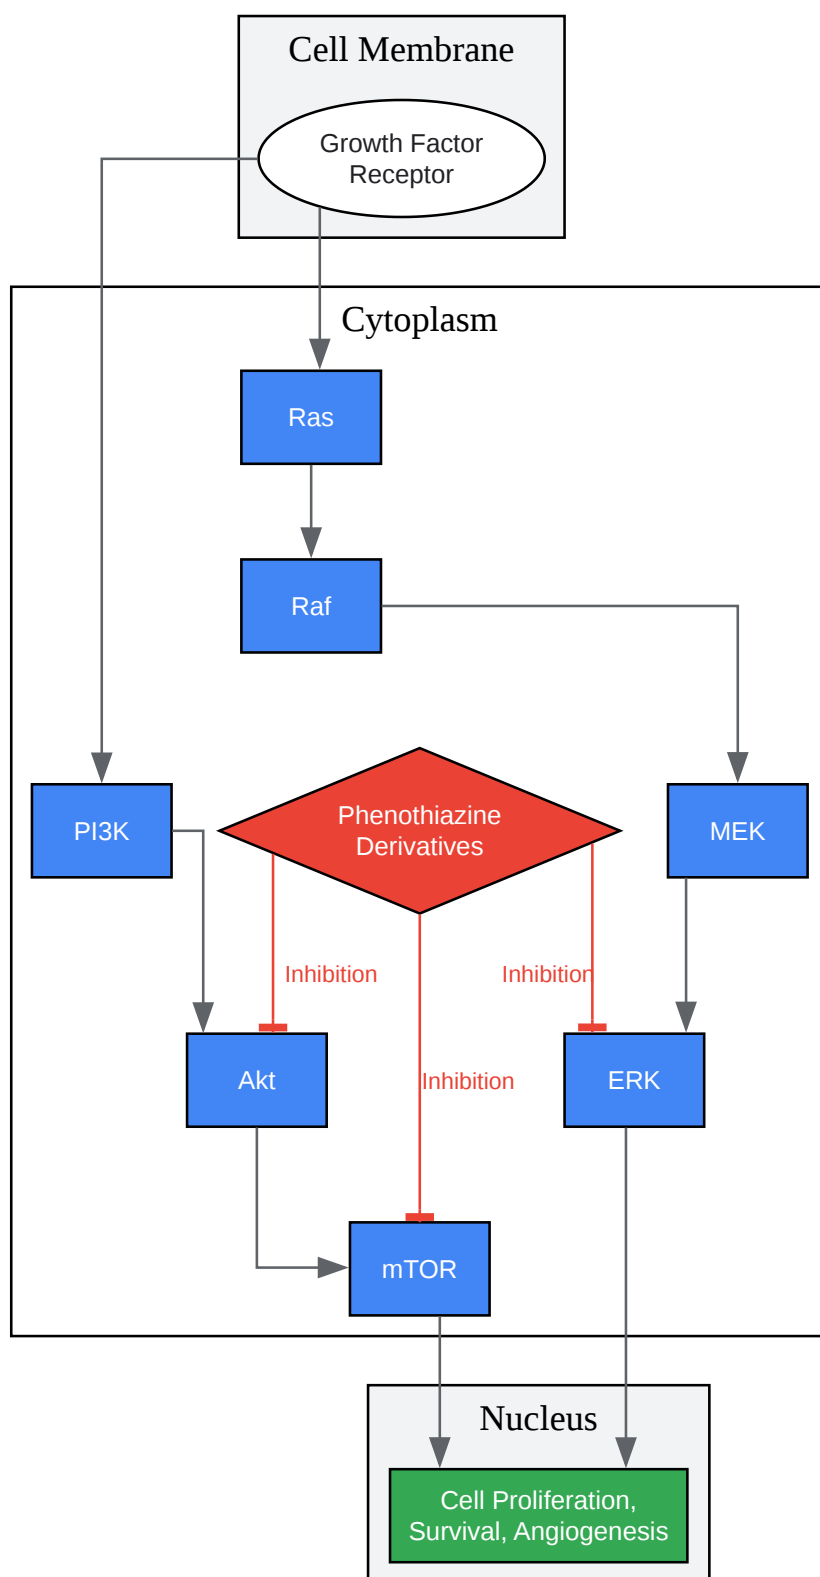 Cell Membrane
Growth Factor
Receptor
Cytoplasm
Ras
Raf
PI3K
Phenothiazine
Derivatives
MEK
Inhibition
Inhibition
Akt
Inhibition
ERK
mTOR
Nucleus
Cell Proliferation,
Survival, Angiogenesis